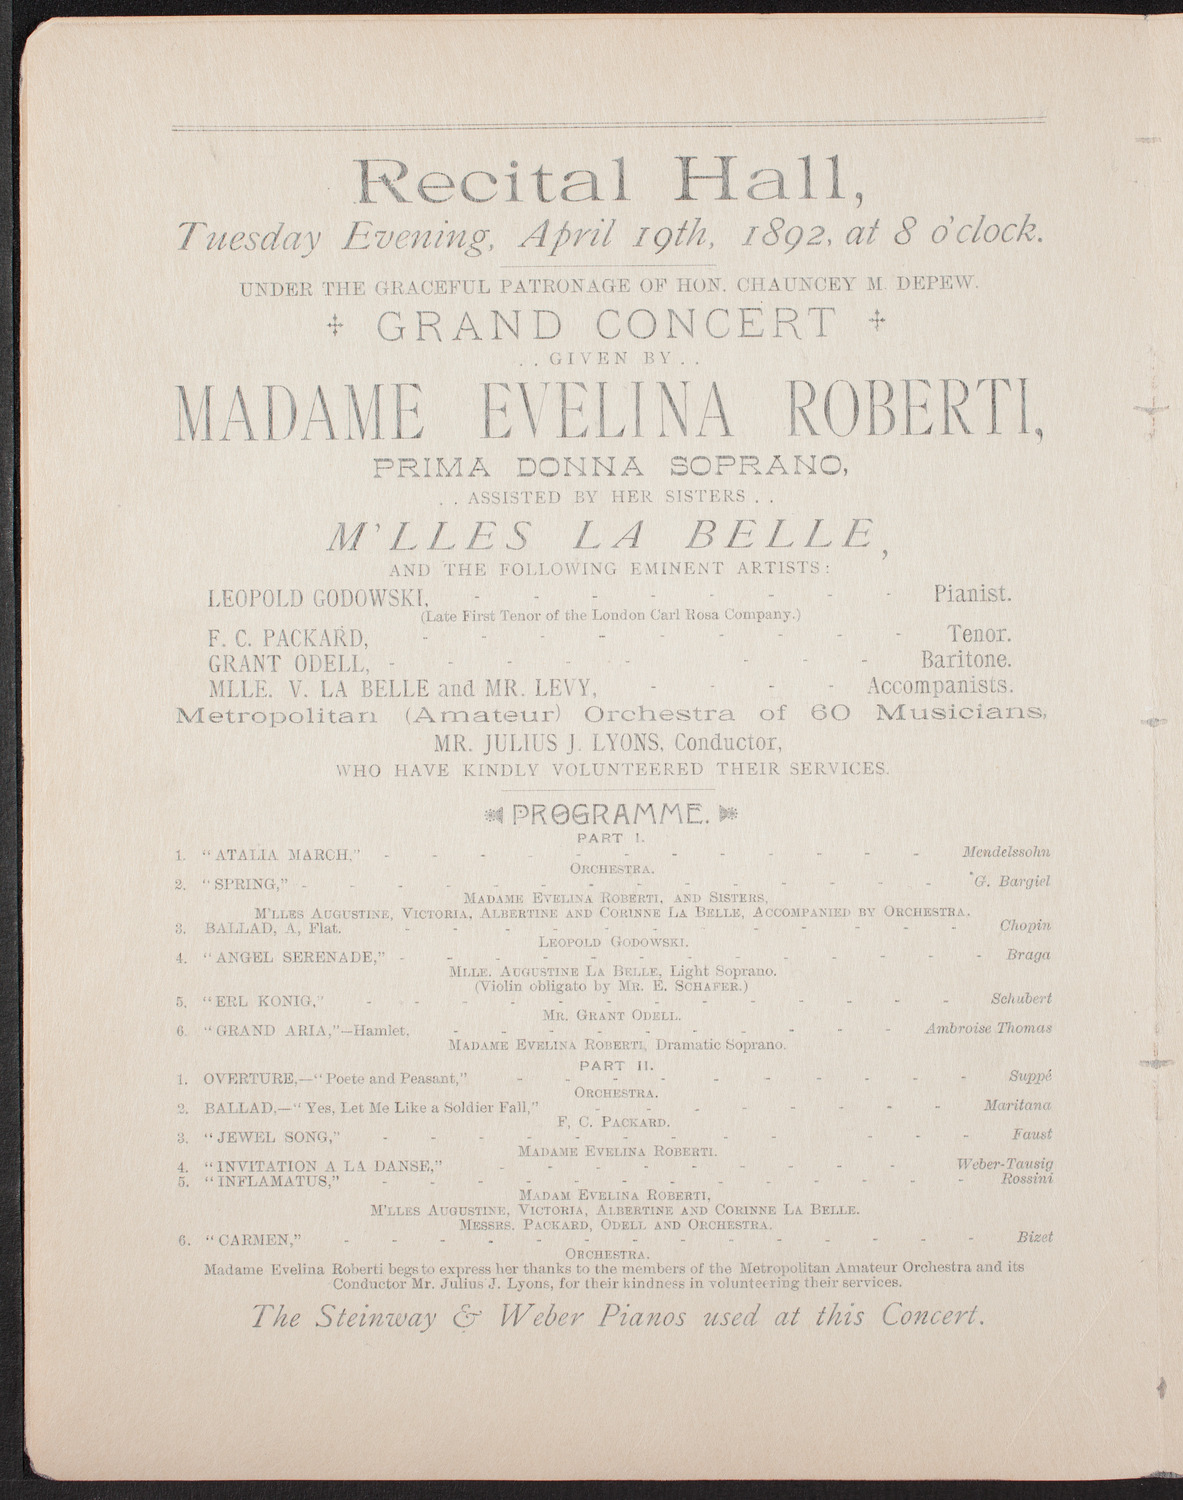 Recital Hall,
Tuesday Evening, April 19th, 1892, at 8 o'clock.
UNDER THE GRACEFUL PATRONAGE OF HON. CHAUNCEY M. DEPEW.
GRAND CONCERT
. . GIVEN BY . .
MADAME EVELINA ROBERTI,
PRIMA DONNA SOPRANO,
. . ASSISTED BY HER SISTERS . .
M'LLES LA BELLE,
AND THE FOLLOWING EMINENT ARTISTS:
LEOPOLD GODOWSKI, - - - - - - - - Pianist.
(Late First Tenor of the London Carl Rosa Company.)
F. C. PACKARD, - - - - - - - - - Tenor.
GRANT ODELL, - - - - - - - - Baritone.
MLLE. V. LA BELLE and MR. LEVY, - - - - Accompanists.
Metropolitan (Amateur) Orchestra of 60 Musicians,
MR. JULIUS J. LYONS, Conductor,
WHO HAVE KINDLY VOLUNTEERED THEIR SERVICES.
PROGRAMME.
PART I.
1. "ATALIA MARCH," - - - - - - - - - - - - Mendelssohn
ORCHESTRA.
2. "SPRING," - - - - - - - - - - - - - - G. Bargiel
MADAME EVELINA ROBERTI, AND SISTERS,
M'LLES AUGUSTINE, VICTORIA, ALBERTINE AND CORINNE LA BELLE, ACCOMPANIED BY ORCHESTRA.
3. BALLAD, A, Flat. - - - - - - - - - - - - Chopin
LEOPOLD GODOWSKI.
4. "ANGEL SERENADE," - - - - - - - - - - - - - Braga
MLLE. AUGUSTINE LA BELLE, Light Soprano.
(Violin obligato by MR. E. SCHAFER.)
5. "ERL KONIG," - - - - - - - - - - - - - Schubert
MR. GRANT ODELL.
6. "GRAND ARIA,"—Hamlet, - - - - - - - - - - Ambroise Thomas
MADAME EVELINA ROBERTI, Dramatic Soprano.
PART II.
1. OVERTURE,—"Poete and Peasant," - - - - - - - - - - Suppé
ORCHESTRA.
2. BALLAD,—"Yes, Let Me Like a Soldier Fall," - - - - - - - - Maritana
F, C. PACKARD.
3. "JEWEL SONG," - - - - - - - - - - - - Faust
MADAME EVELINA ROBERTI.
4. "INVITATION A LA DANSE," - - - - - - - - - Weber-Tausig
5. "INFLAMATUS," - - - - - - - - - - - - - Rossini
MADAM EVELINA ROBERTI,
M'LLES AUGUSTINE, VICTORIA, ALBERTINE AND CORINNE LA BELLE.
MESSRS. PACKARD, ODELL AND ORCHESTRA.
6. "CARMEN," - - - - - - - - - - - - - - Bizet
ORCHESTRA.
Madame Evelina Roberti begs to express her thanks to the members of the Metropolitan Amateur Orchestra and its
Conductor Mr. Julius J. Lyons, for their kindness in volunteering their services.
The Steinway & Weber Pianos used at this Concert.